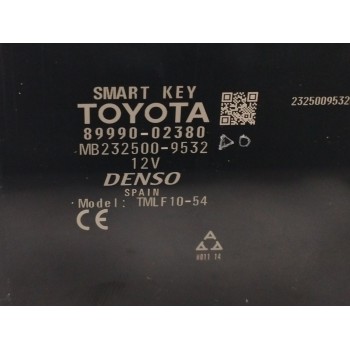 SMART KEY
TOYOTA
89990-02380
MB232500-9532
12V
DENSO
SPAIN
Model: TMLF10-54
CE
2325009532